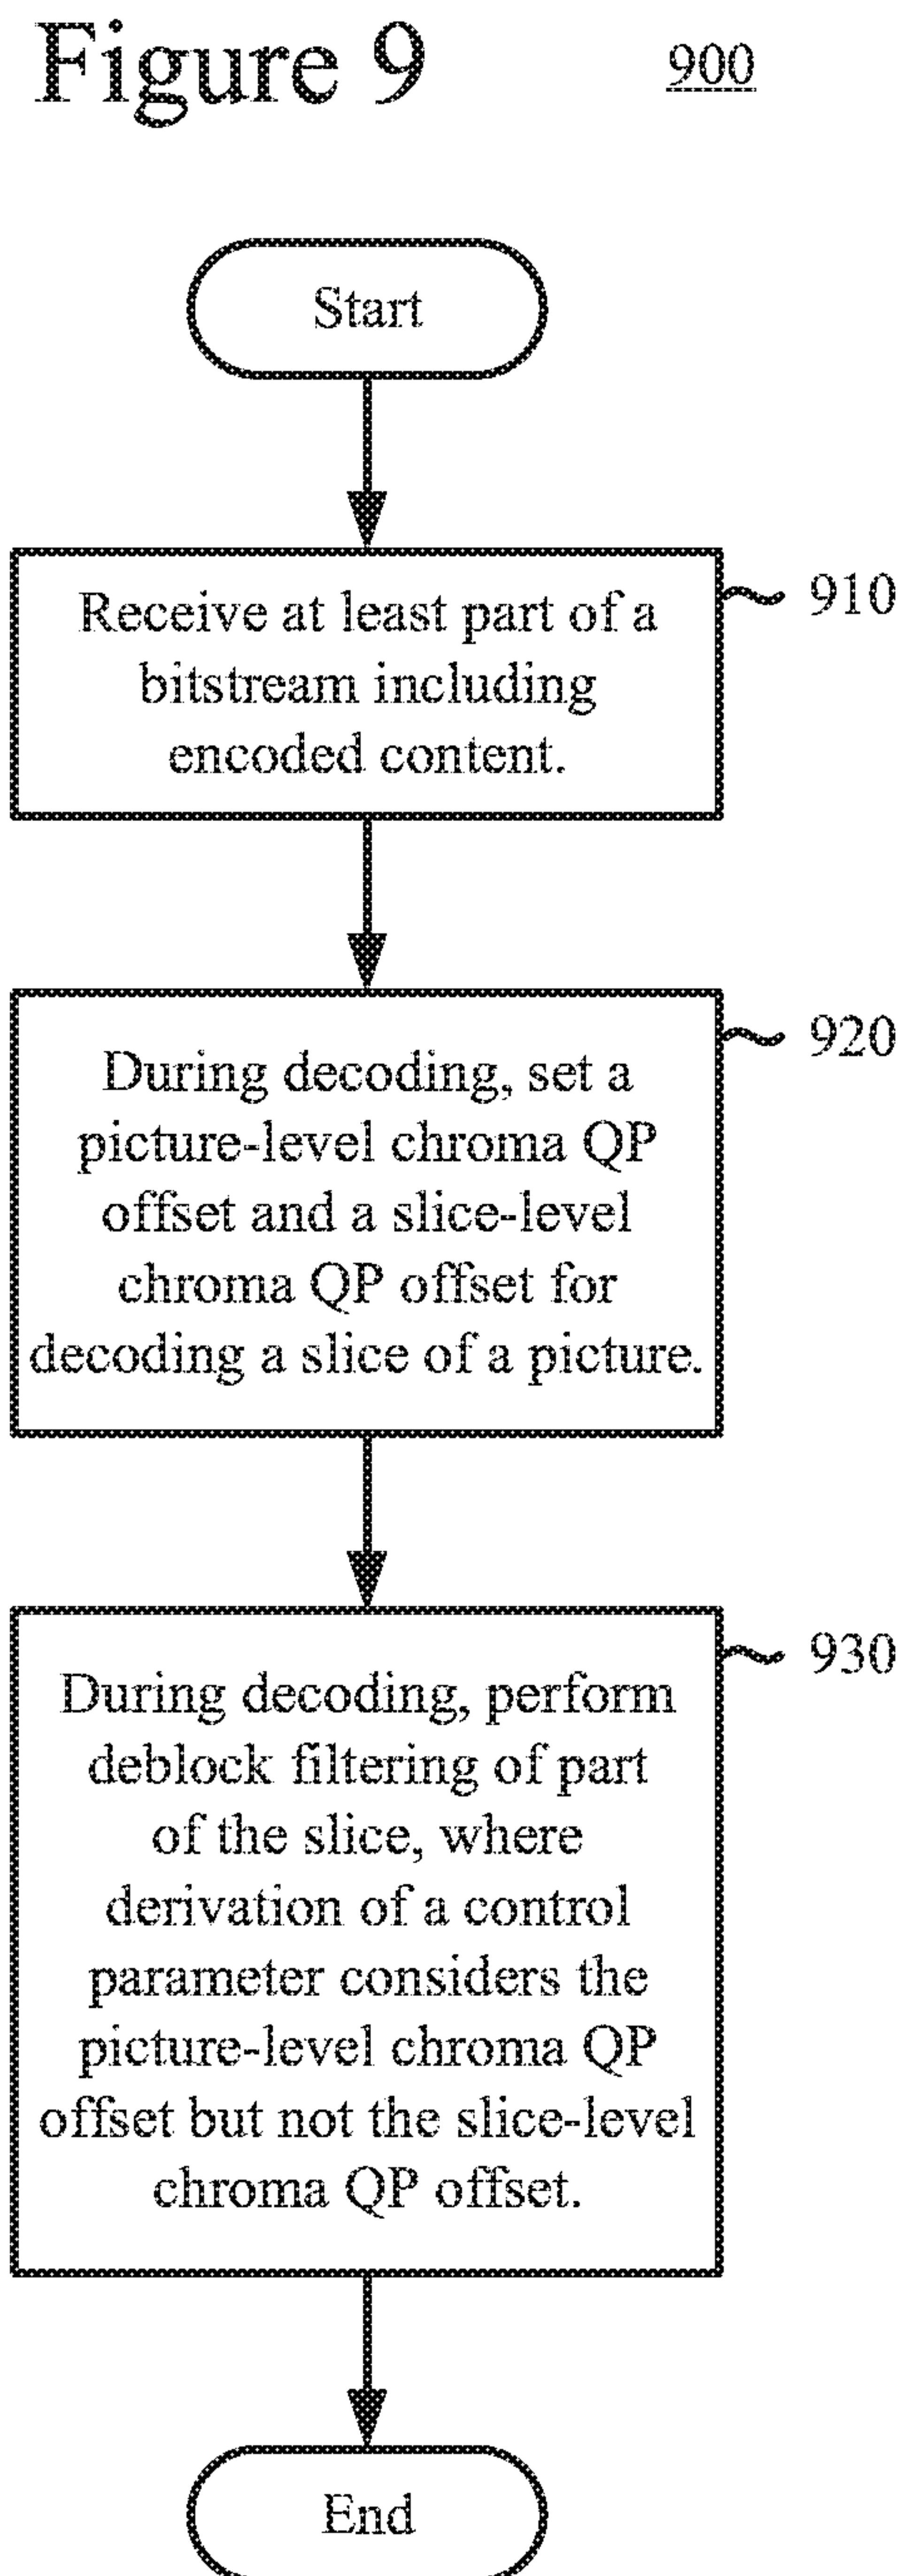 Figure 9
900
Start
Receive at least part of a
bitstream including
encoded content.
910
During decoding, set a
picture-level chroma QP
offset and a slice-level
chroma QP offset for
decoding a slice of a picture.
920
During decoding, perform
deblock filtering of part
of the slice, where
derivation of a control
parameter considers the
picture-level chroma QP
offset but not the slice-level
chroma QP offset.
930
End